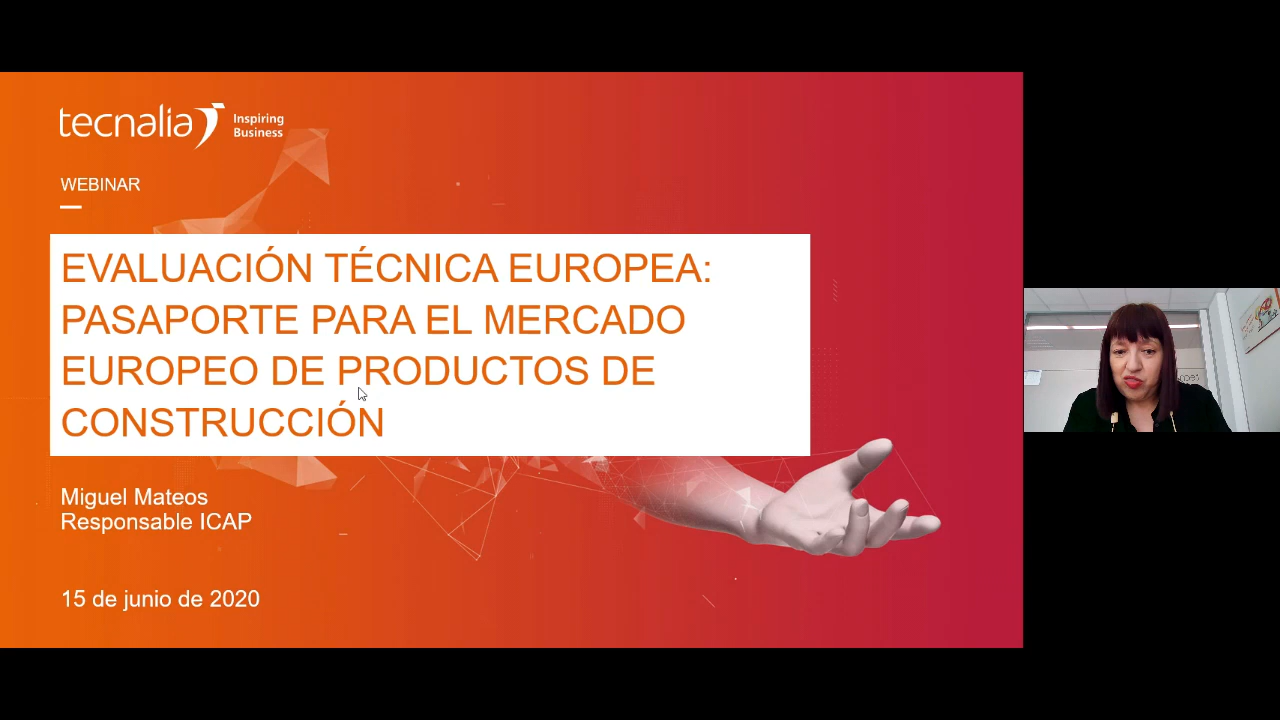 tecnalia Inspiring
Business
WEBINAR
EVALUACIÓN TÉCNICA EUROPEA:
PASAPORTE PARA EL MERCADO
EUROPEO DE PRODUCTOS DE
CONSTRUCCIÓN
Miguel Mateos
Responsable ICAP
15 de junio de 2020